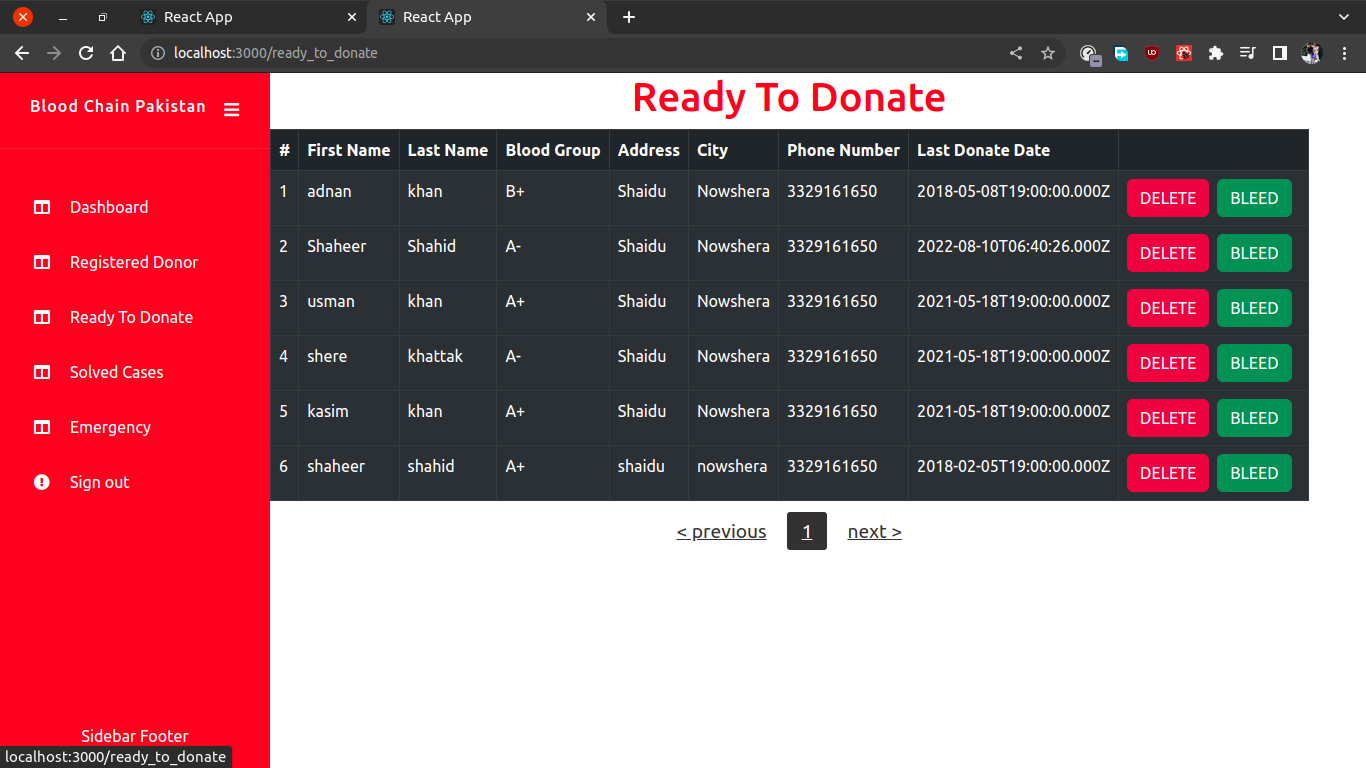 React App
React App
localhost:3000/ready_to_donate
Blood Chain Pakistan
Dashboard
Registered Donor
Ready To Donate
Solved Cases
Emergency
Sign out
Sidebar Footer
localhost:3000/ready_to_donate
Ready To Donate
# First Name Last Name Blood Group Address City Phone Number Last Donate Date
1 adnan khan B+ Shaidu Nowshera 3329161650 2018-05-08T19:00:00.000Z DELETE BLEED
2 Shaheer Shahid A- Shaidu Nowshera 3329161650 2022-08-10T06:40:26.000Z DELETE BLEED
3 usman khan A+ Shaidu Nowshera 3329161650 2021-05-18T19:00:00.000Z DELETE BLEED
4 shere khattak A- Shaidu Nowshera 3329161650 2021-05-18T19:00:00.000Z DELETE BLEED
5 kasim khan A+ Shaidu Nowshera 3329161650 2021-05-18T19:00:00.000Z DELETE BLEED
6 shaheer shahid A+ shaidu nowshera 3329161650 2018-02-05T19:00:00.000Z DELETE BLEED
< previous 1 next >